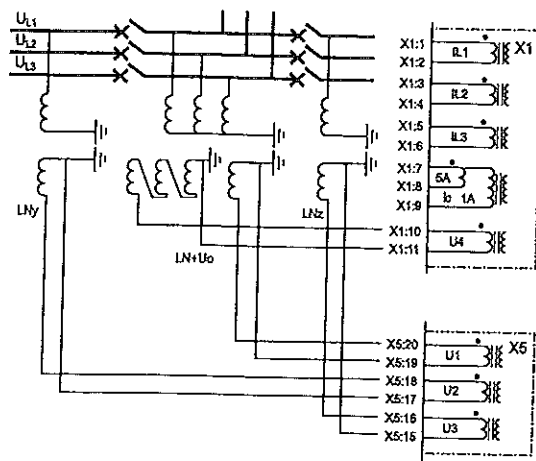 UL1
UL2
UL3
X1:1
X1:2
IL1
X1
X1:3
X1:4
IL2
X1:5
X1:6
IL3
X1:7
X1:8
X1:9
5A
Io 1A
X1:10
X1:11
U4
LNy
LN+Uo
LNz
X5:20
X5:19
U1
X5
X5:18
X5:17
U2
X5:16
X5:15
U3